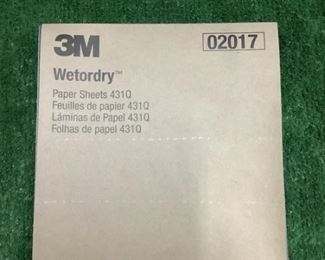 3M
02017
Wetordry™
Paper Sheets 431Q
Feuilles de papier 431Q
Láminas de Papel 431Q
Folhas de papel 431Q